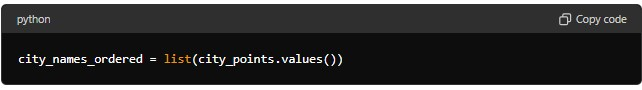 python
Copy code
city_names_ordered = list(city_points.values())